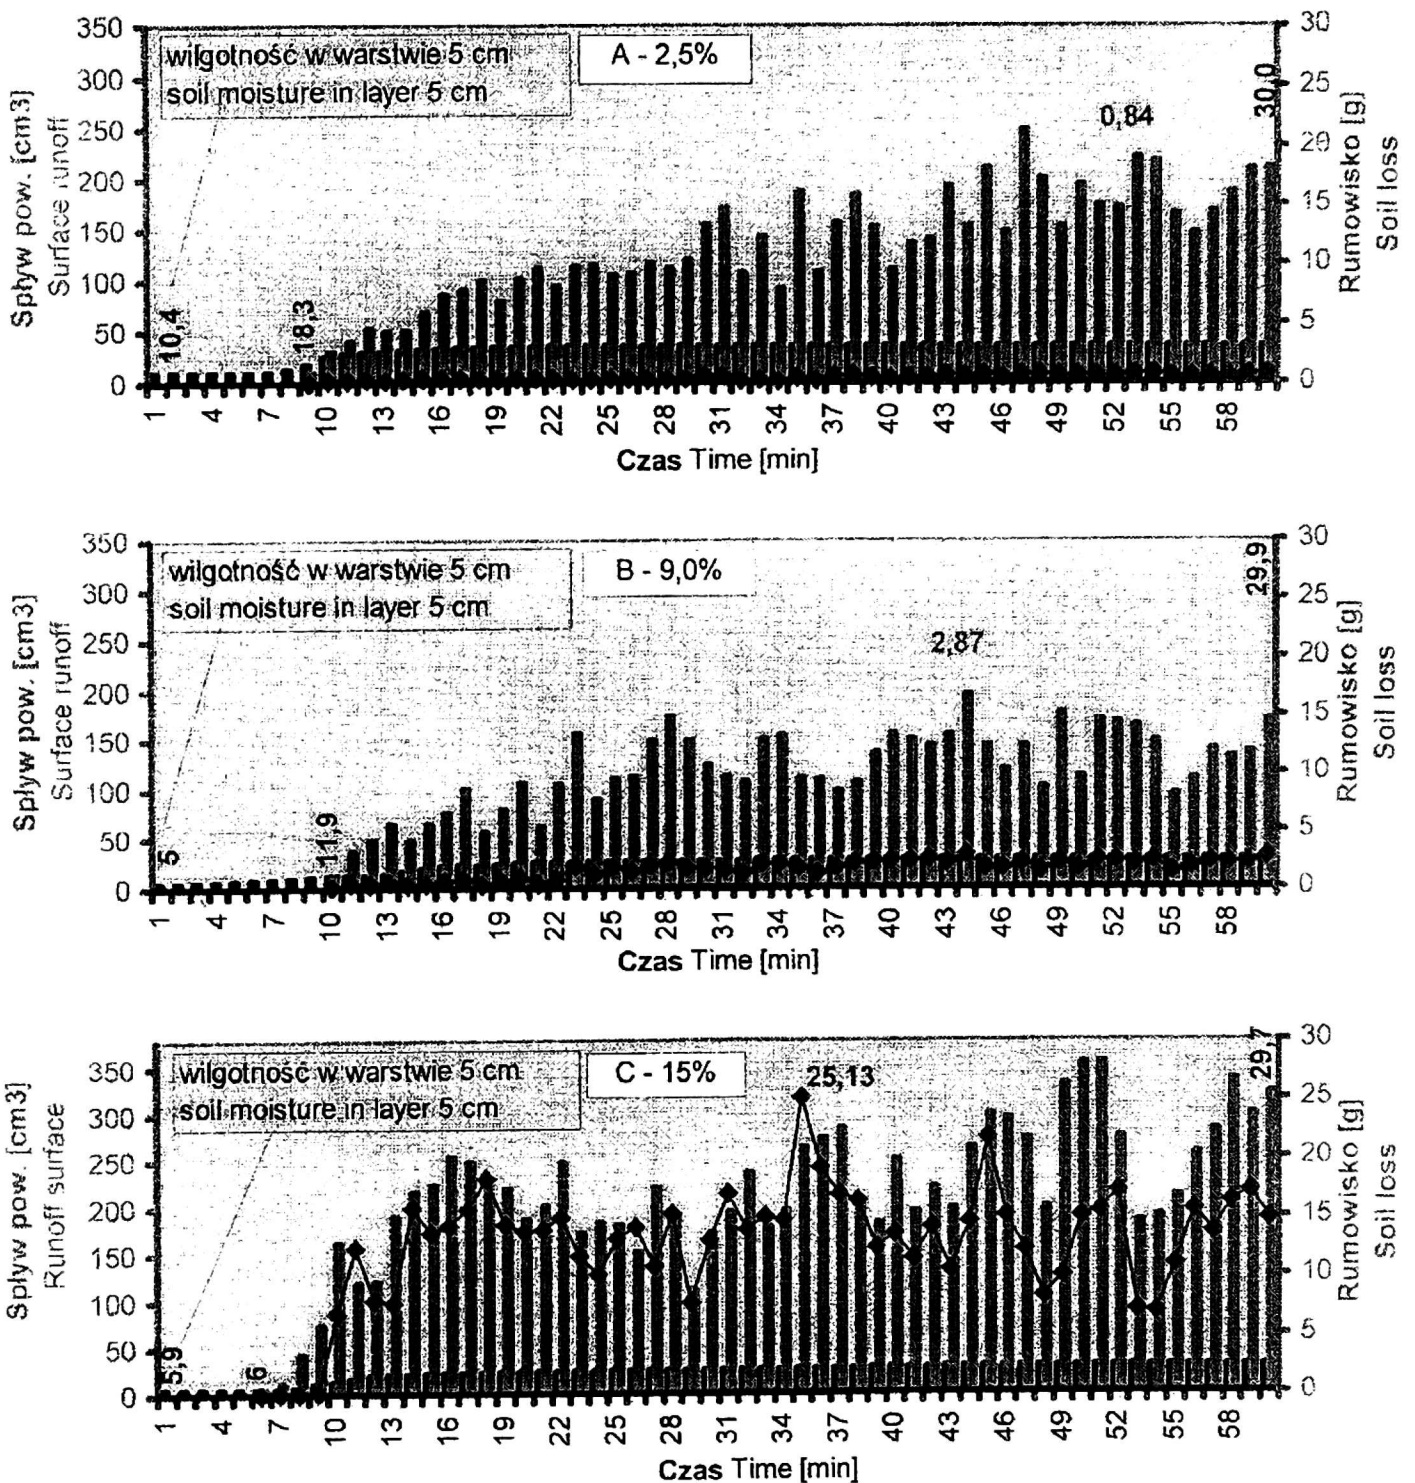 wilgotność w warstwie 5 cm
soil moisture in layer 5 cm
A - 2,5%
Spływ pow. [cm3]
Surface runoff
350
300
250
200
150
100
50
0
10,4
18,3
0,84
30,0
30
25
20
15
10
5
0
Rumowisko [g]
Soil loss
1 4 7 10 13 16 19 22 25 28 31 34 37 40 43 46 49 52 55 58
Czas Time [min]
wilgotność w warstwie 5 cm
soil moisture in layer 5 cm
B - 9,0%
Spływ pow. [cm3]
Surface runoff
350
300
250
200
150
100
50
0
5
11,9
2,87
29,9
30
25
20
15
10
5
0
Rumowisko [g]
Soil loss
1 4 7 10 13 16 19 22 25 28 31 34 37 40 43 46 49 52 55 58
Czas Time [min]
wilgotność w warstwie 5 cm
soil moisture in layer 5 cm
C - 15%
Spływ pow. [cm3]
Runoff surface
350
300
250
200
150
100
50
0
5,9
6
25,13
29,7
30
25
20
15
10
5
0
Rumowisko [g]
Soil loss
1 4 7 10 13 16 19 22 25 28 31 34 37 40 43 46 49 52 55 58
Czas Time [min]